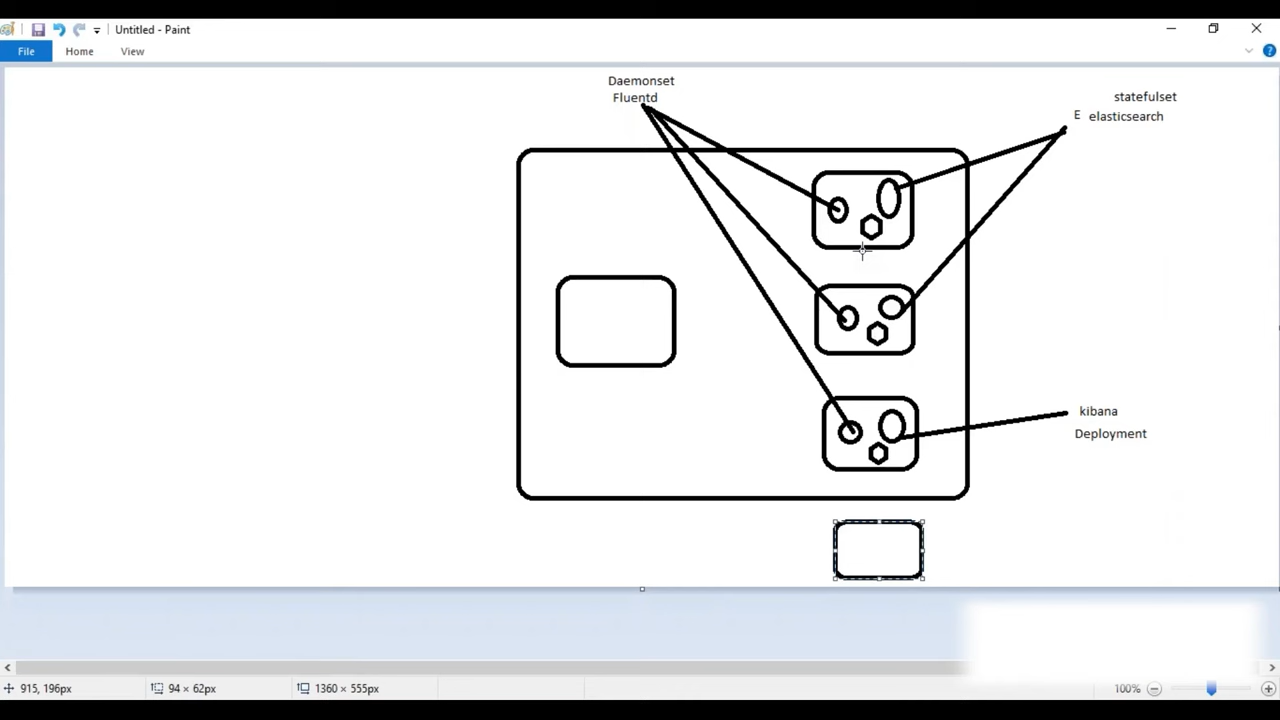 Untitled - Paint
File
Home
View
Daemonset
Fluentd
statefulset
E elasticsearch
kibana
Deployment
915, 196px
94 × 62px
1360 × 555px
100%